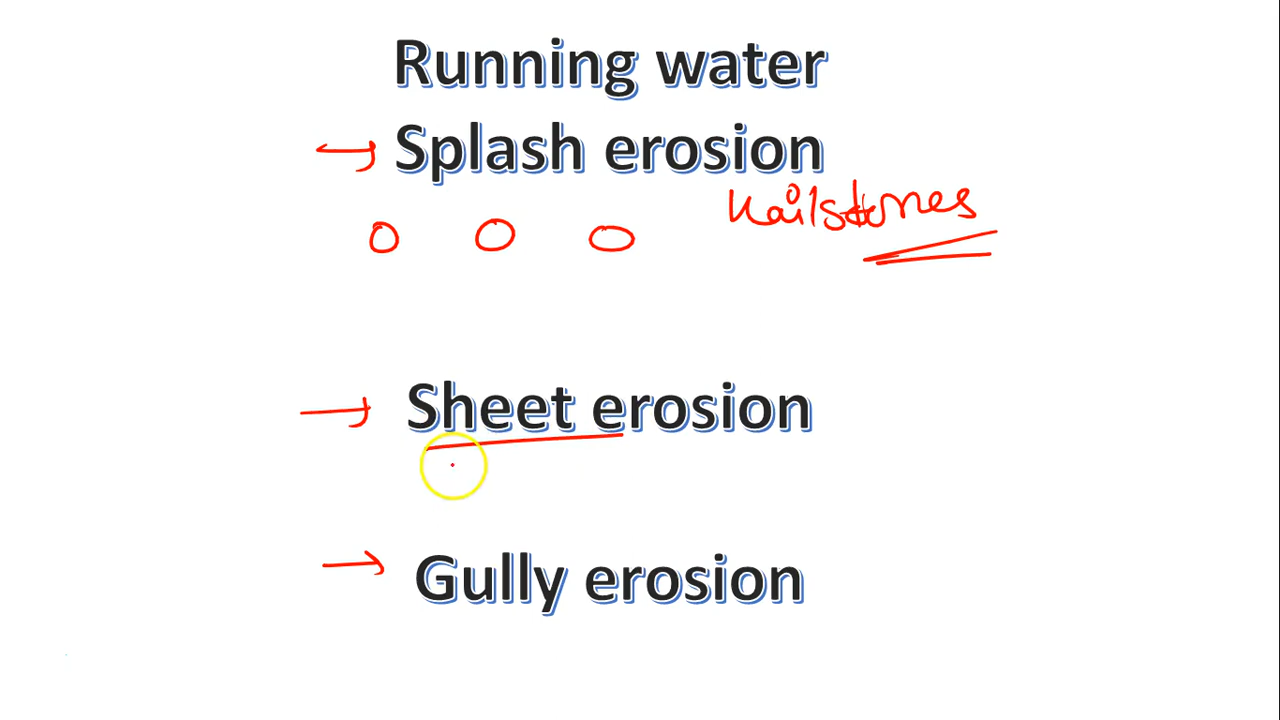 Running water
Splash erosion
hailstones
Sheet erosion
Gully erosion